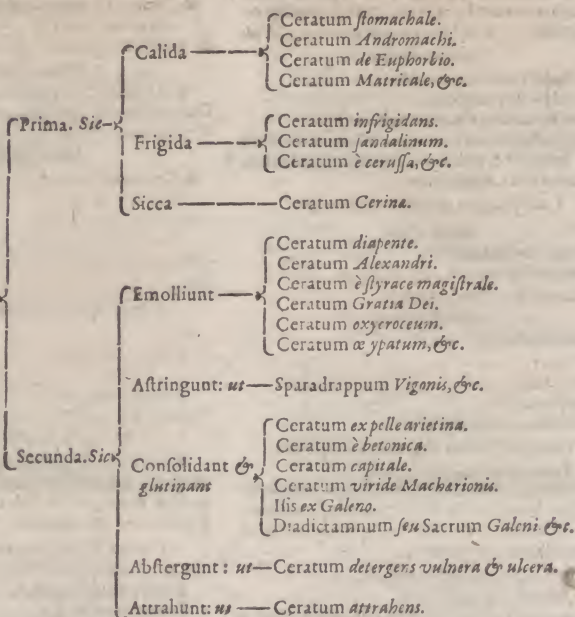 Prima. Sic
Calida
Ceratum ſtomachale.
Ceratum Andromachi.
Ceratum de Euphorbio.
Ceratum Matricale, &c.
Frigida
Ceratum infrigidans.
Ceratum ſandalinum.
Ceratum è ceruſſa, &c.
Sicca
Ceratum Cerina.
Secunda. Sic
Emolliunt
Ceratum diapente.
Ceratum Alexandri.
Ceratum è ſtyrace magiſtrale.
Ceratum Gratia Dei.
Ceratum oxycroceum.
Ceratum œ ypatum, &c.
Aſtringunt: ut
Sparadrappum Vigonis, &c.
Conſolidant &
glutinant
Ceratum ex pelle arietina.
Ceratum è betonica.
Ceratum capitale.
Ceratum viride Macharionis.
Iſis ex Galeno.
Diadictamnum ſeu Sacrum Galeni &c.
Abſtergunt: ut
Ceratum detergens vulnera & ulcera.
Attrahunt: ut
Ceratum attrahens.